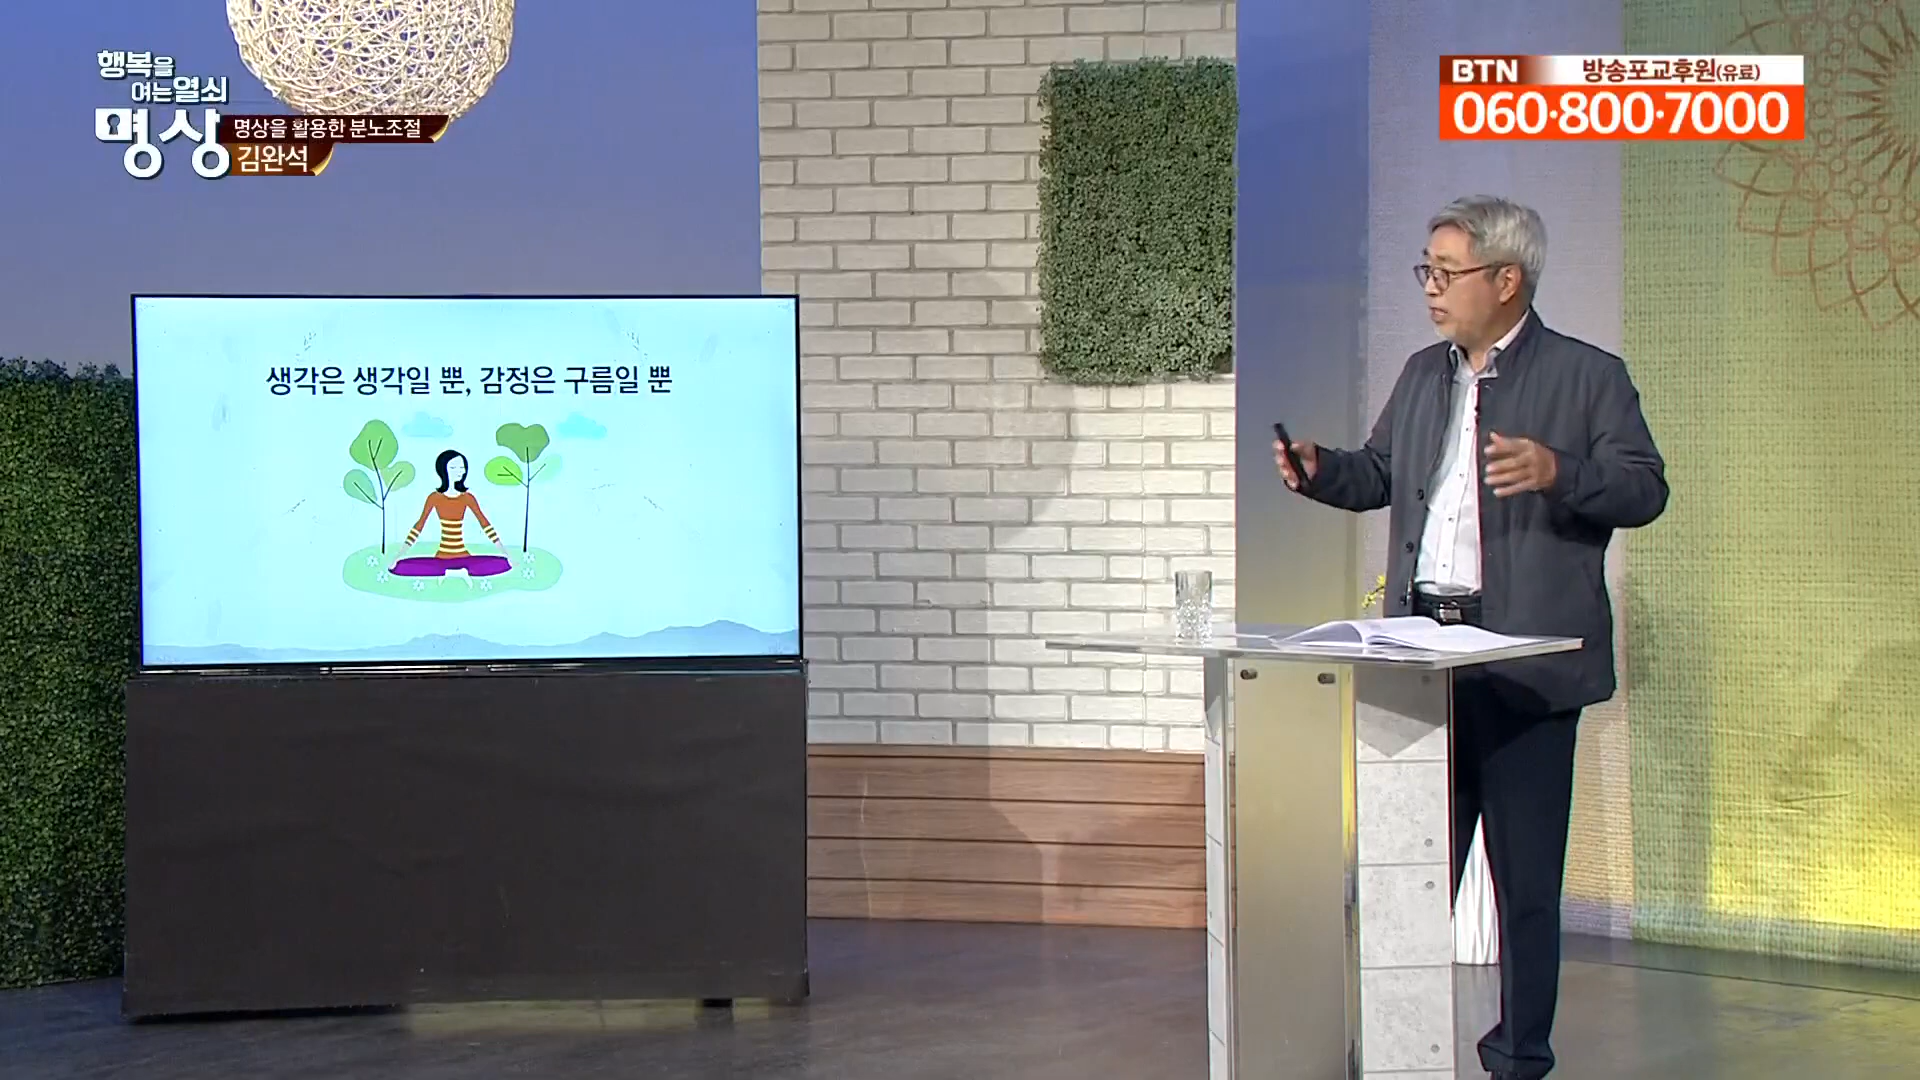 행복을
여는 열쇠
명상
명상을 활용한 분노조절
김완석
BTN 방송포교후원(유료)
060·800·7000
생각은 생각일 뿐, 감정은 구름일 뿐